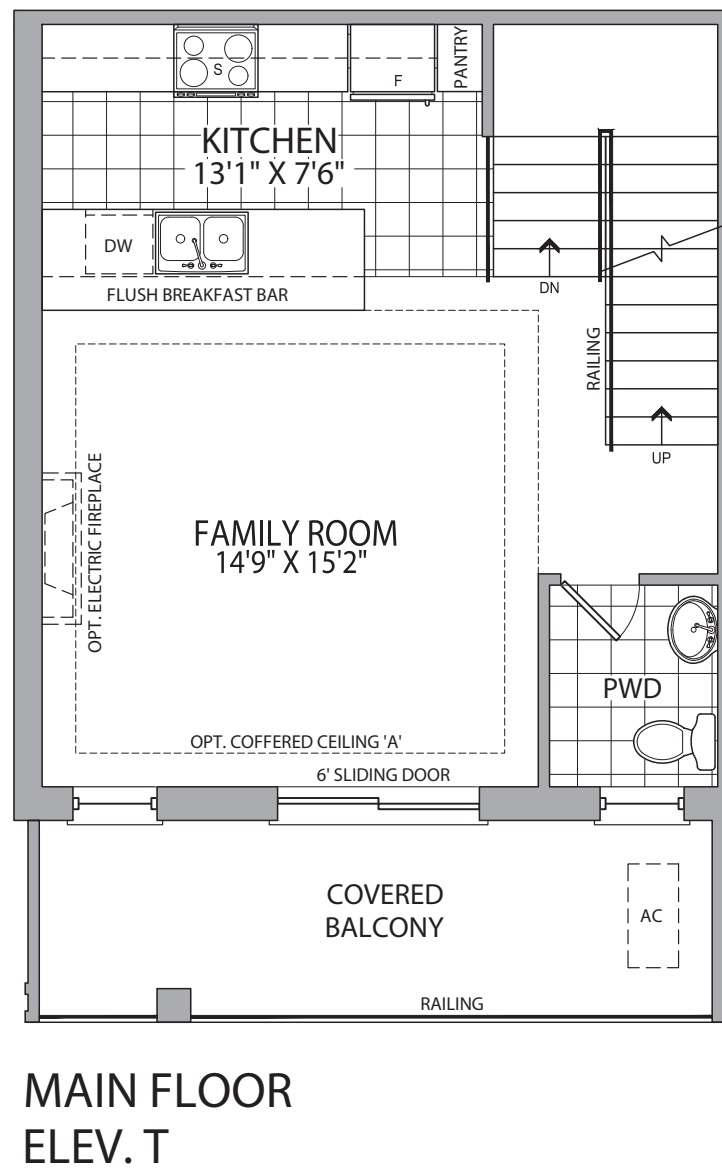 PANTRY
S
F
KITCHEN
13'1" X 7'6"
DW
FLUSH BREAKFAST BAR
DN
RAILING
UP
OPT. ELECTRIC FIREPLACE
FAMILY ROOM
14'9" X 15'2"
PWD
OPT. COFFERED CEILING 'A'
6' SLIDING DOOR
COVERED
BALCONY
AC
RAILING
MAIN FLOOR
ELEV. T